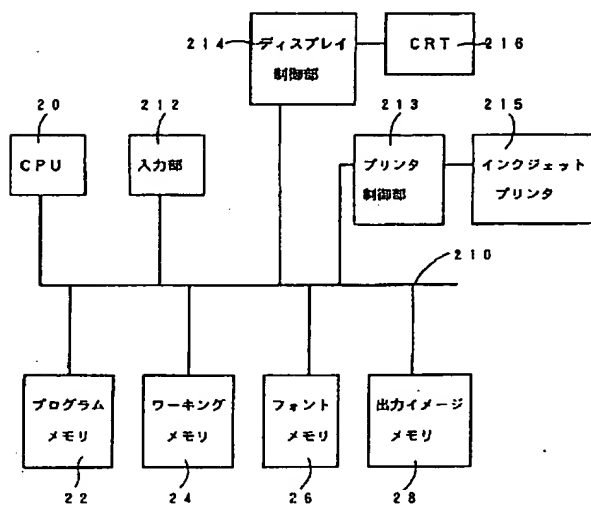 214
ディスプレイ
制御部
CRT
216
20
212
213
215
CPU
入力部
プリンタ
制御部
インクジェット
プリンタ
210
プログラム
メモリ
ワーキング
メモリ
フォント
メモリ
出力イメージ
メモリ
22
24
26
28